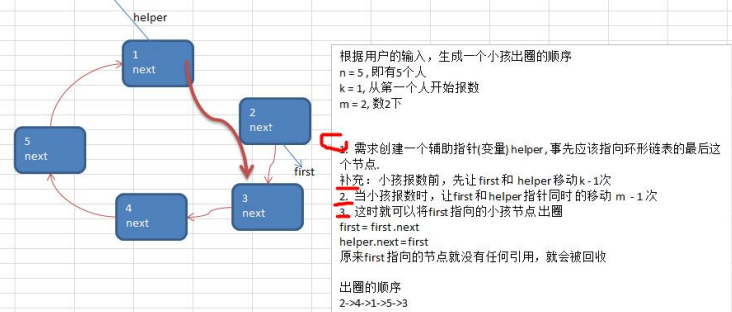 helper
1
next
2
next
first
5
next
4
next
3
next
根据用户的输入，生成一个小孩出圈的顺序
n = 5 , 即有5个人
k = 1, 从第一个人开始报数
m = 2, 数2下
1. 需求创建一个辅助指针(变量) helper , 事先应该指向环形链表的最后这
个节点.
补充： 小孩报数前，先让 first 和 helper 移动 k - 1次
2. 当小孩报数时，让first 和 helper 指针同时 的移动 m - 1 次
3. 这时就可以将first 指向的小孩节点 出圈
first = first .next
helper.next = first
原来first 指向的节点就没有任何引用，就会被回收
出圈的顺序
2->4->1->5->3